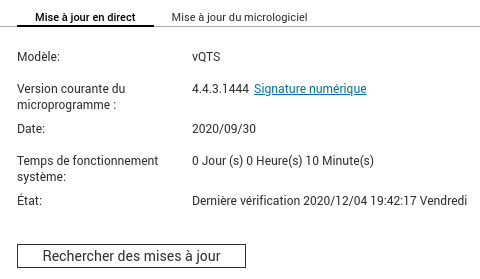 Mise à jour en direct Mise à jour du micrologiciel
Modèle: vQTS
Version courante du microprogramme : 4.4.3.1444 Signature numérique
Date: 2020/09/30
Temps de fonctionnement système: 0 Jour (s) 0 Heure(s) 10 Minute(s)
État: Dernière vérification 2020/12/04 19:42:17 Vendredi
Rechercher des mises à jour